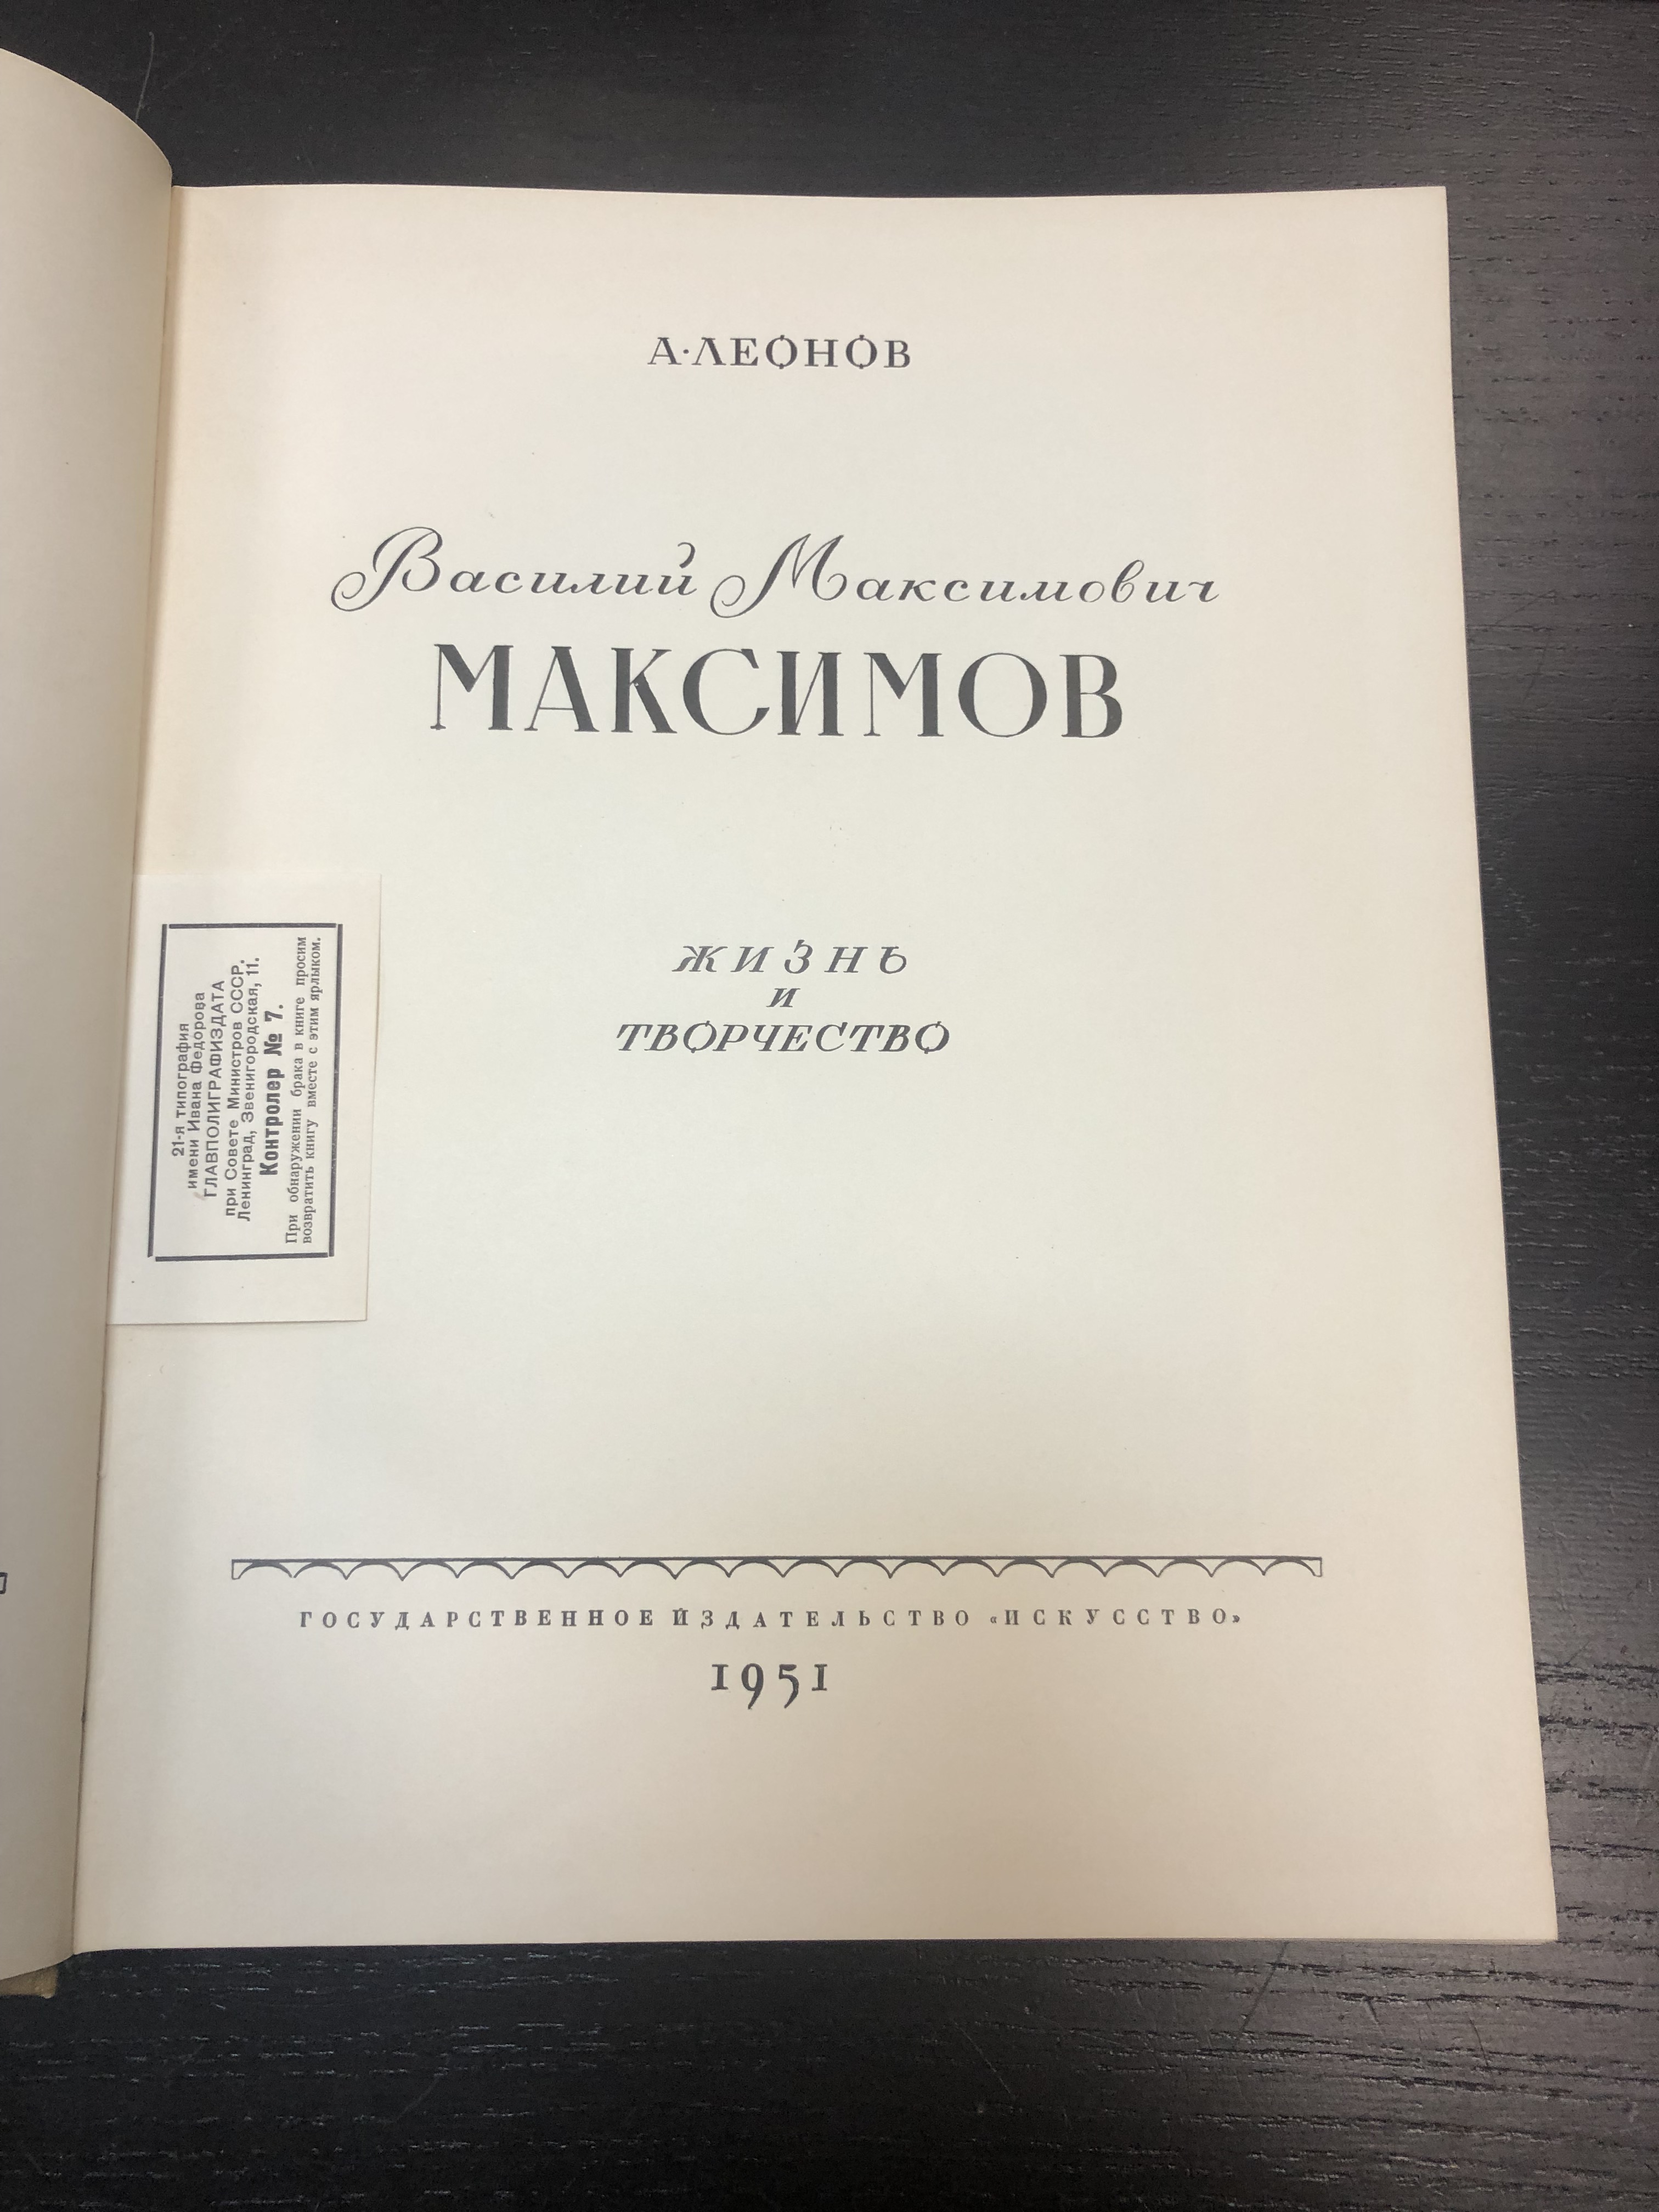 А·ЛЕОНОВ
Василий Максимович
МАКСИМОВ
ЖИЗНЬ
И
ТВОРЧЕСТВО
21-я типография
имени Ивана Федорова
ГЛАВПОЛИГРАФИЗДАТА
при Совете Министров СССР.
Ленинград, Звенигородская, 11.
Контролер № 7.
При обнаружении брака в книге просим
возвратить книгу вместе с этим ярлыком.
ГОСУДАРСТВЕННОЕ ИЗДАТЕЛЬСТВО «ИСКУССТВО»
1951